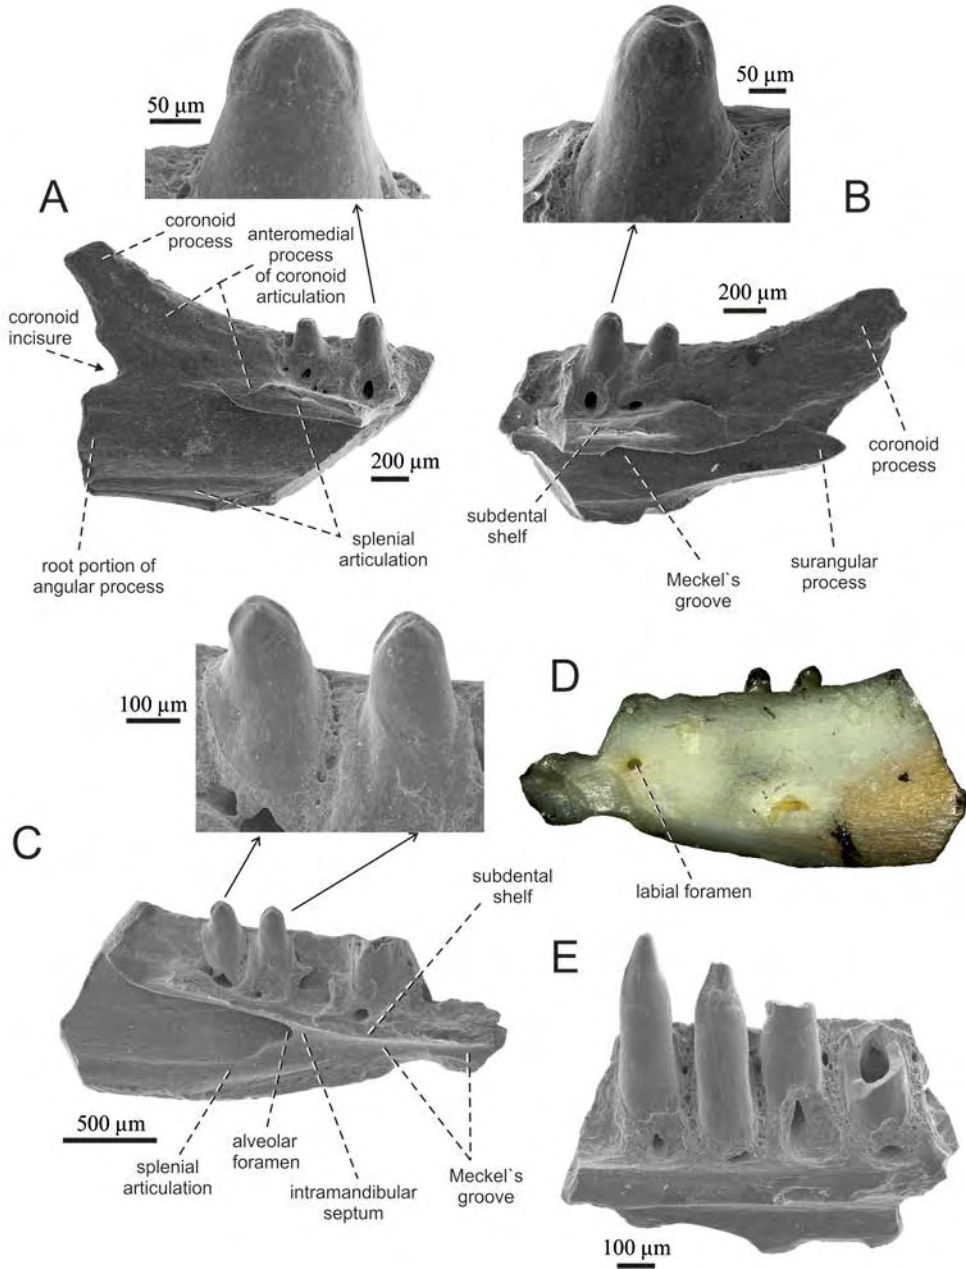 50 µm
50 µm
A
B
coronoid
process
anteromedial
process
of coronoid
articulation
200 µm
coronoid
incisure
200 µm
coronoid
process
subdental
shelf
splenial
articulation
root portion of
angular process
Meckel`s
groove
surangular
process
100 µm
D
C
subdental
shelf
labial foramen
E
500 µm
splenial
articulation
alveolar
foramen
intramandibular
septum
Meckel`s
groove
100 µm